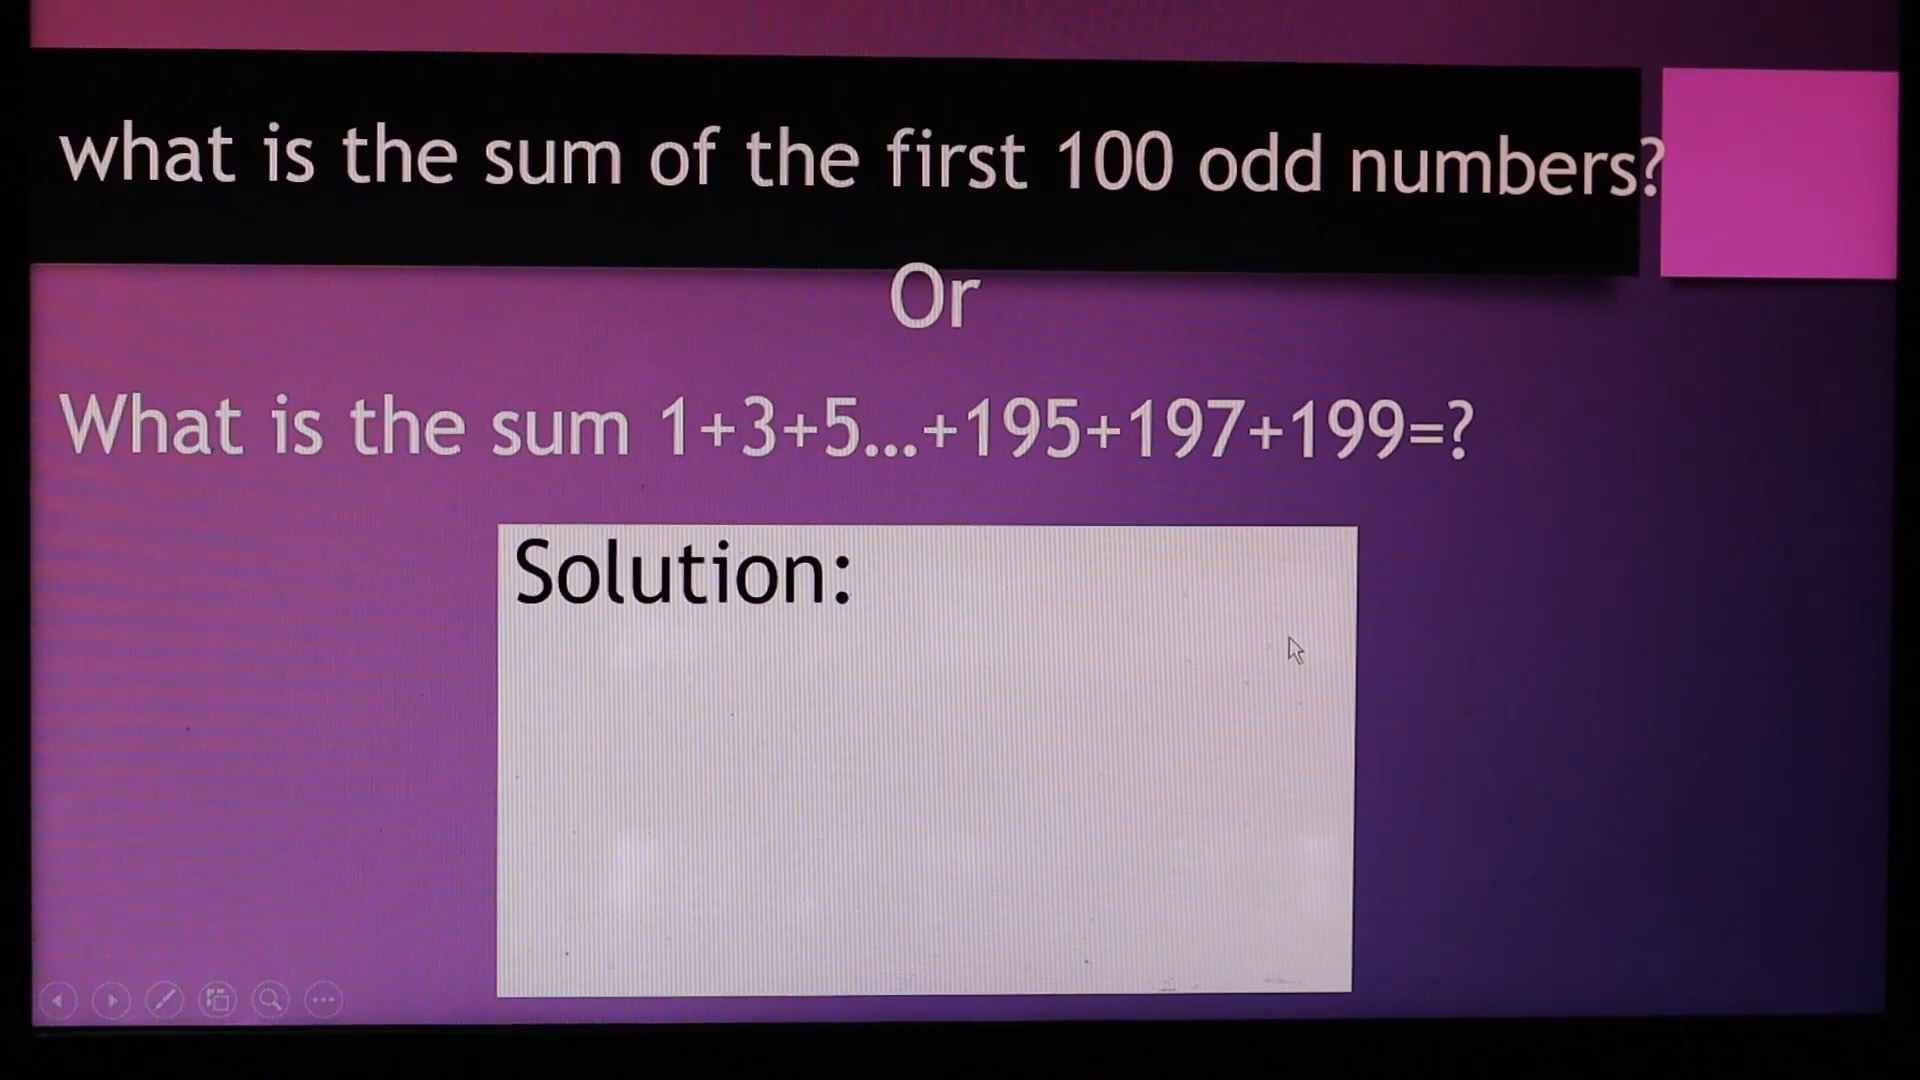 what is the sum of the first 100 odd numbers?
Or
What is the sum 1+3+5...+195+197+199=?
Solution: